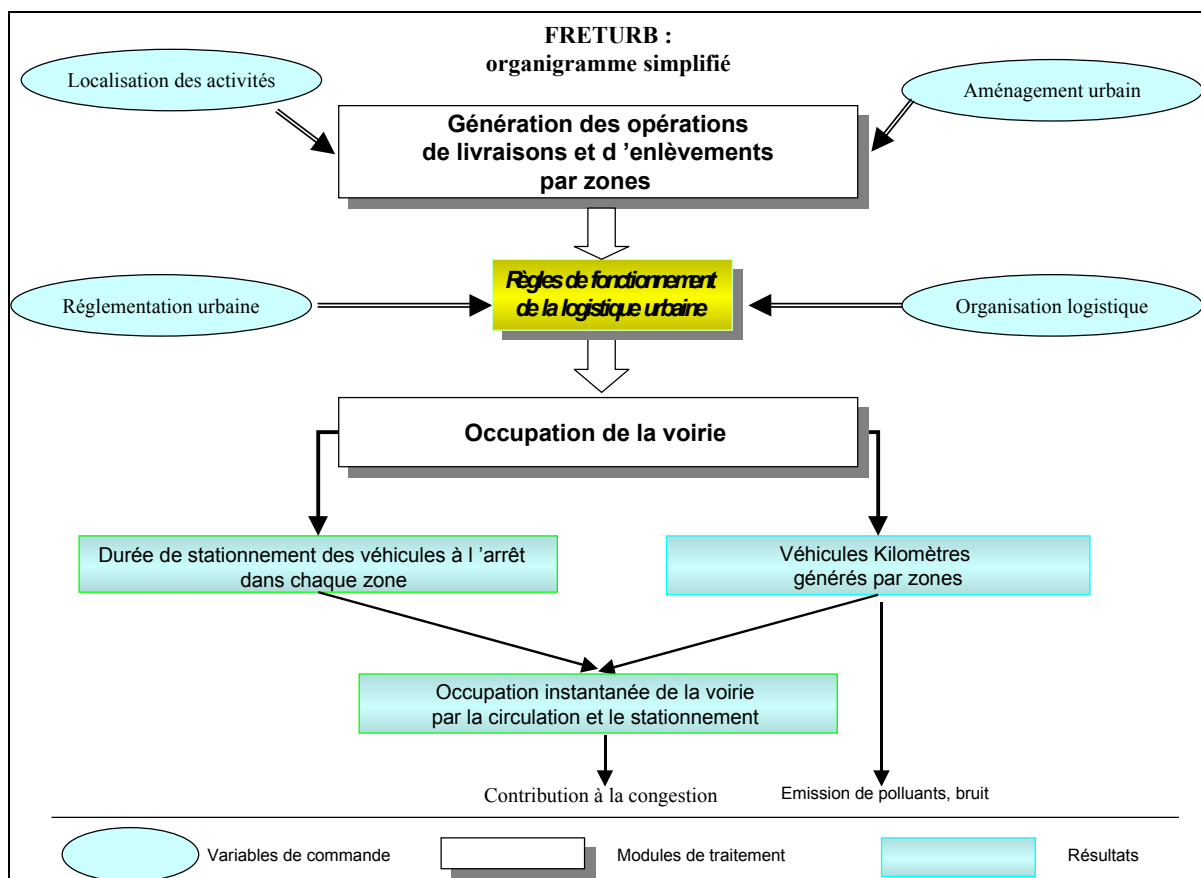 FRETURB :
organigramme simplifié
Localisation des activités
Aménagement urbain
Génération des opérations
de livraisons et d ’enlèvements
par zones
Règles de fonctionnement
de la logistique urbaine
Réglementation urbaine
Organisation logistique
Occupation de la voirie
Durée de stationnement des véhicules à l ’arrêt
dans chaque zone
Véhicules Kilomètres
générés par zones
Occupation instantanée de la voirie
par la circulation et le stationnement
Contribution à la congestion
Emission de polluants, bruit
Variables de commande
Modules de traitement
Résultats